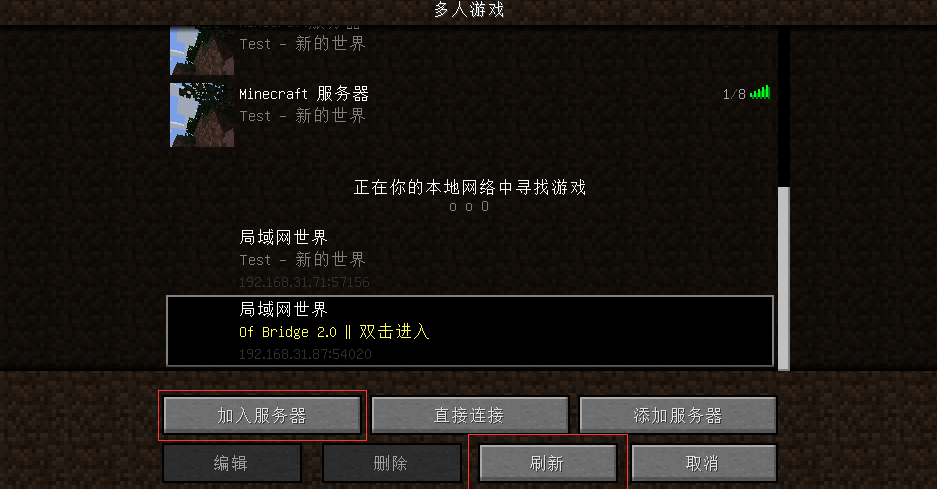 多人游戏
Test - 新的世界
Minecraft 服务器
1/8
Test - 新的世界
正在你的本地网络中寻找游戏
o o O
局域网世界
Test - 新的世界
192.168.31.71:57156
局域网世界
Of Bridge 2.0 ‖ 双击进入
192.168.31.87:54020
加入服务器 直接连接 添加服务器
编辑 删除 刷新 取消